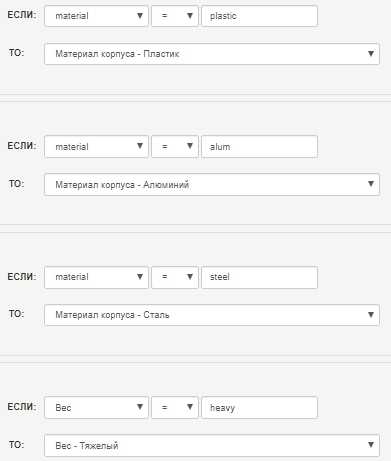 ЕСЛИ: material = plastic
ТО: Материал корпуса - Пластик
ЕСЛИ: material = alum
ТО: Материал корпуса - Алюминий
ЕСЛИ: material = steel
ТО: Материал корпуса - Сталь
ЕСЛИ: Вес = heavy
ТО: Вес - Тяжелый